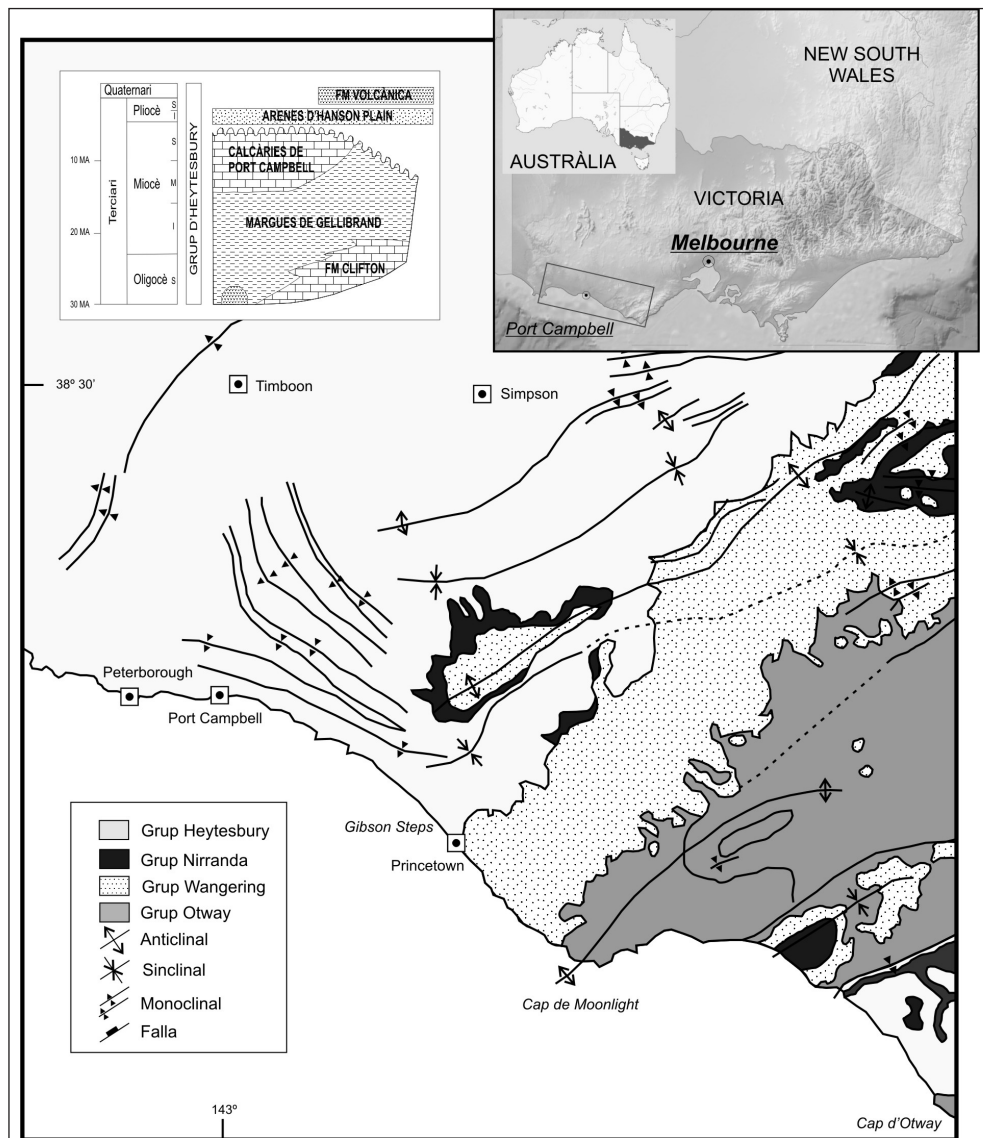 Quaternari
Pliocè
S
I
Miocè
S
M
I
Oligocè
S
Terciari
10 MA
20 MA
30 MA
GRUP D'HEYTESBURY
FM VOLCÀNICA
ARENES D'HANSON PLAIN
CALCÀRIES DE
PORT CAMPBELL
MARGUES DE GELLIBRAND
FM CLIFTON
AUSTRÀLIA
NEW SOUTH
WALES
VICTORIA
Melbourne
Port Campbell
38º 30'
Timboon
Simpson
Peterborough
Port Campbell
Gibson Steps
Princetown
Cap de Moonlight
Cap d'Otway
143º
Grup Heytesbury
Grup Nirranda
Grup Wangering
Grup Otway
Anticlinal
Sinclinal
Monoclinal
Falla